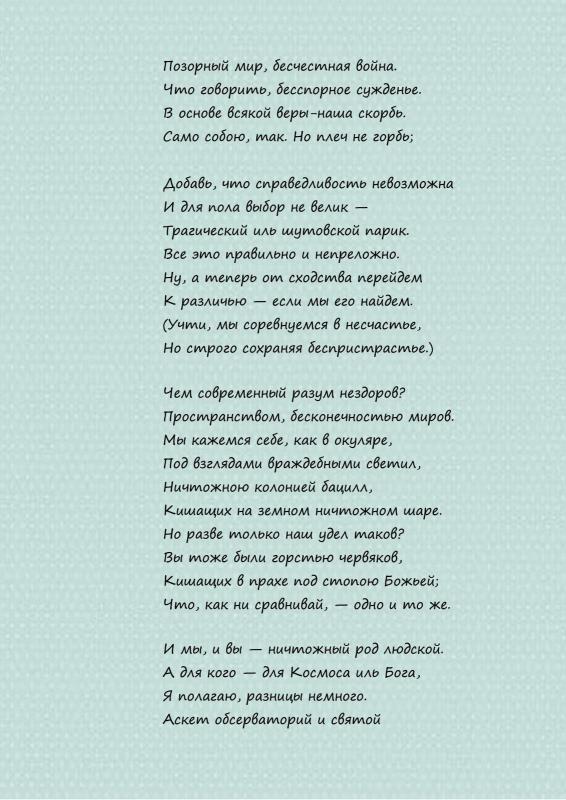 Позорный мир, бесчестная война.
Что говорить, бесспорное сужденье.
В основе всякой веры-наша скорбь.
Само собою, так. Но плеч не горбь;
Добавь, что справедливость невозможна
И для пола выбор не велик —
Трагический иль шутовской парик.
Все это правильно и непреложно.
Ну, а теперь от сходства перейдем
К различью — если мы его найдем.
(Учти, мы соревнуемся в несчастье,
Но строго сохраняя беспристрастье.)
Чем современный разум нездоров?
Пространством, бесконечностью миров.
Мы кажемся себе, как в окуляре,
Под взглядами враждебными светил,
Ничтожною колонией бацилл,
Кишащих на земном ничтожном шаре.
Но разве только наш удел таков?
Вы тоже были горстью червяков,
Кишащих в прахе под стопою Божьей;
Что, как ни сравнивай, — одно и то же.
И мы, и вы — ничтожный род людской.
А для кого — для Космоса иль Бога,
Я полагаю, разницы немного.
Аскет обсерваторий и святой